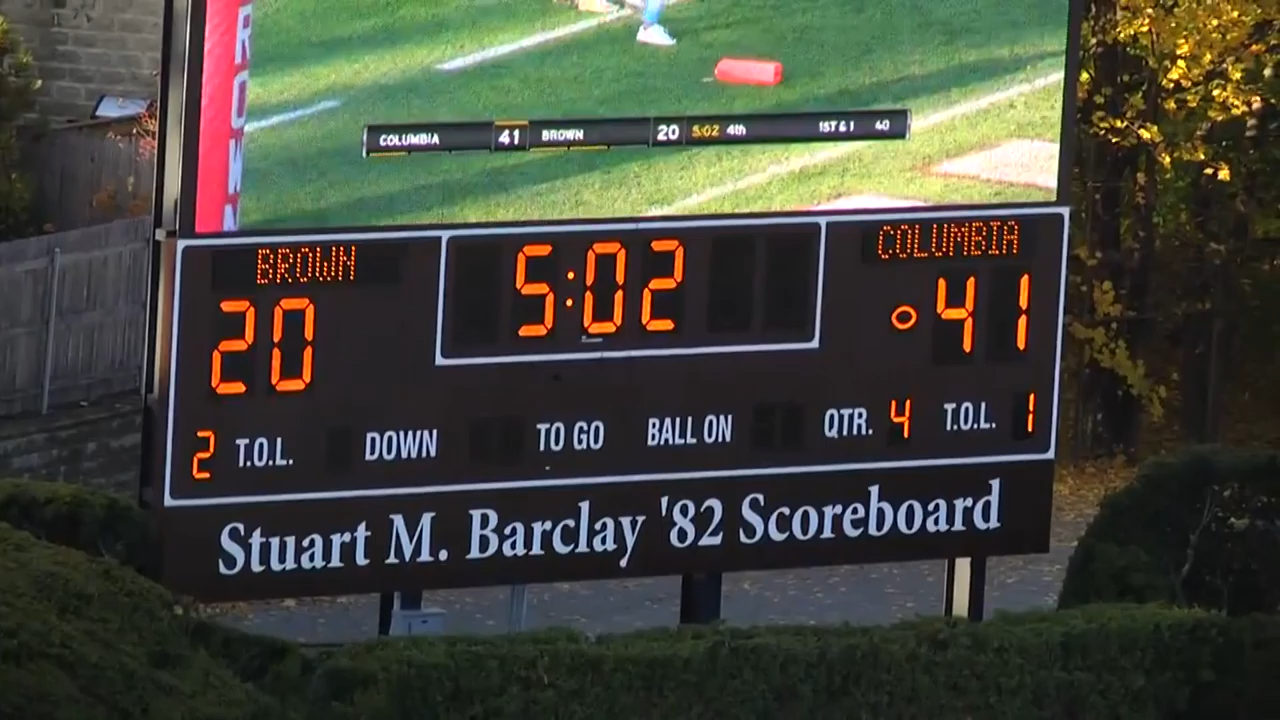 BROWN
COLUMBIA 41 BROWN 20 5:02 4th 1ST & 1 40
BROWN 5:02 COLUMBIA
20 41
2 T.O.L. DOWN TO GO BALL ON QTR. 4 T.O.L. 1
Stuart M. Barclay '82 Scoreboard